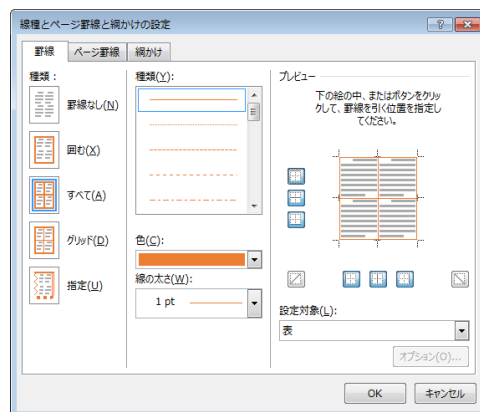 線種とページ罫線と網かけの設定
罫線
ページ罫線
網かけ
種類：
罫線なし(N)
囲む(X)
すべて(A)
グリッド(D)
指定(U)
種類(Y):
色(C):
線の太さ(W):
1 pt
プレビュー
下の絵の中、またはボタンをクリッ
クして、罫線を引く位置を指定し
てください。
設定対象(L):
表
オプション(O)...
OK
キャンセル